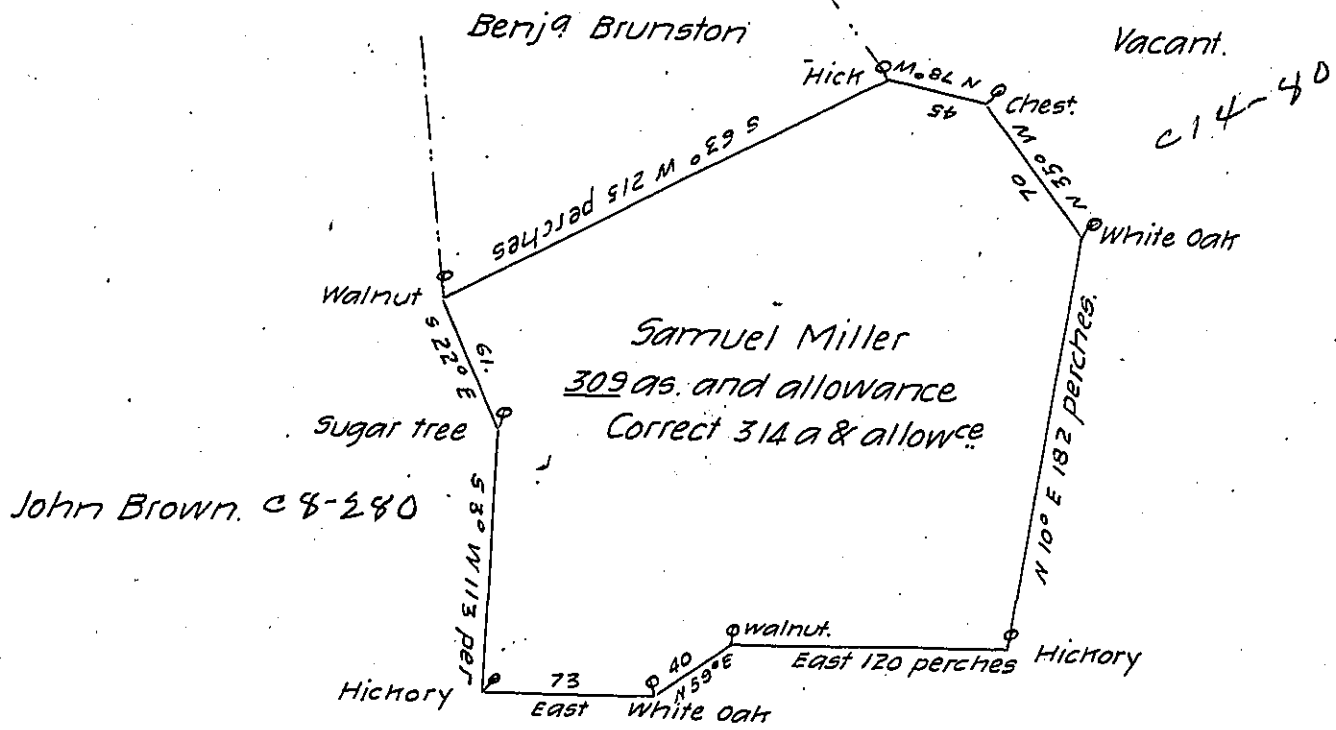 Benjª Brunston
Vacant.
C14-40
Hick
N 78° W
45
Chest.
N 35° W
70
White Oak
S 63° W 215 perches
Walnut
S 22° E
61.
Sugar tree
Samuel Miller
309 as. and allowance
Correct 314 a & allowce
John Brown. C8-280
S 3° W 113 per
N 10° E 182 perches.
Hickory
73
East
White Oak
40
N 59° E
walnut.
East 120 perches
Hickory